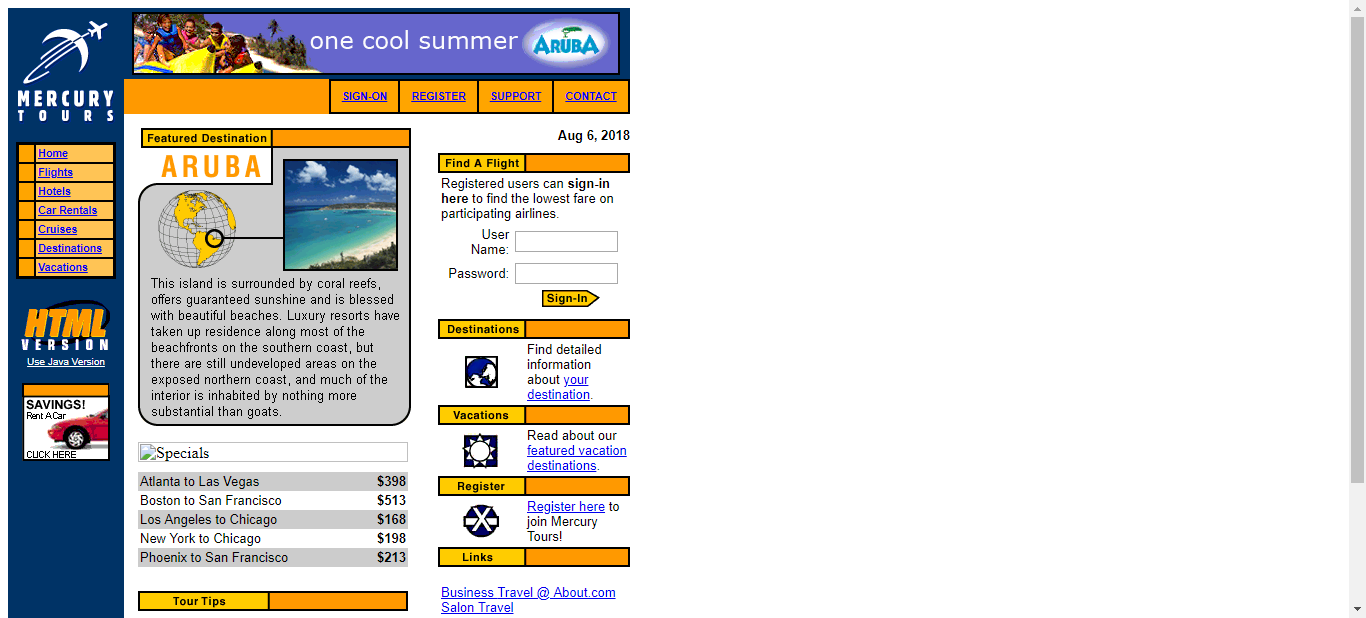 MERCURY
TOURS
one cool summer ARUBA
SIGN-ON REGISTER SUPPORT CONTACT
Home
Flights
Hotels
Car Rentals
Cruises
Destinations
Vacations
HTML
VERSION
Use Java Version
SAVINGS!
Rent A Car
CLICK HERE
Featured Destination
ARUBA
This island is surrounded by coral reefs,
offers guaranteed sunshine and is blessed
with beautiful beaches. Luxury resorts have
taken up residence along most of the
beachfronts on the southern coast, but
there are still undeveloped areas on the
exposed northern coast, and much of the
interior is inhabited by nothing more
substantial than goats.
Specials
Atlanta to Las Vegas $398
Boston to San Francisco $513
Los Angeles to Chicago $168
New York to Chicago $198
Phoenix to San Francisco $213
Tour Tips
Aug 6, 2018
Find A Flight
Registered users can sign-in
here to find the lowest fare on
participating airlines.
User
Name:
Password:
Sign-In
Destinations
Find detailed
information
about your
destination.
Vacations
Read about our
featured vacation
destinations.
Register
Register here to
join Mercury
Tours!
Links
Business Travel @ About.com
Salon Travel